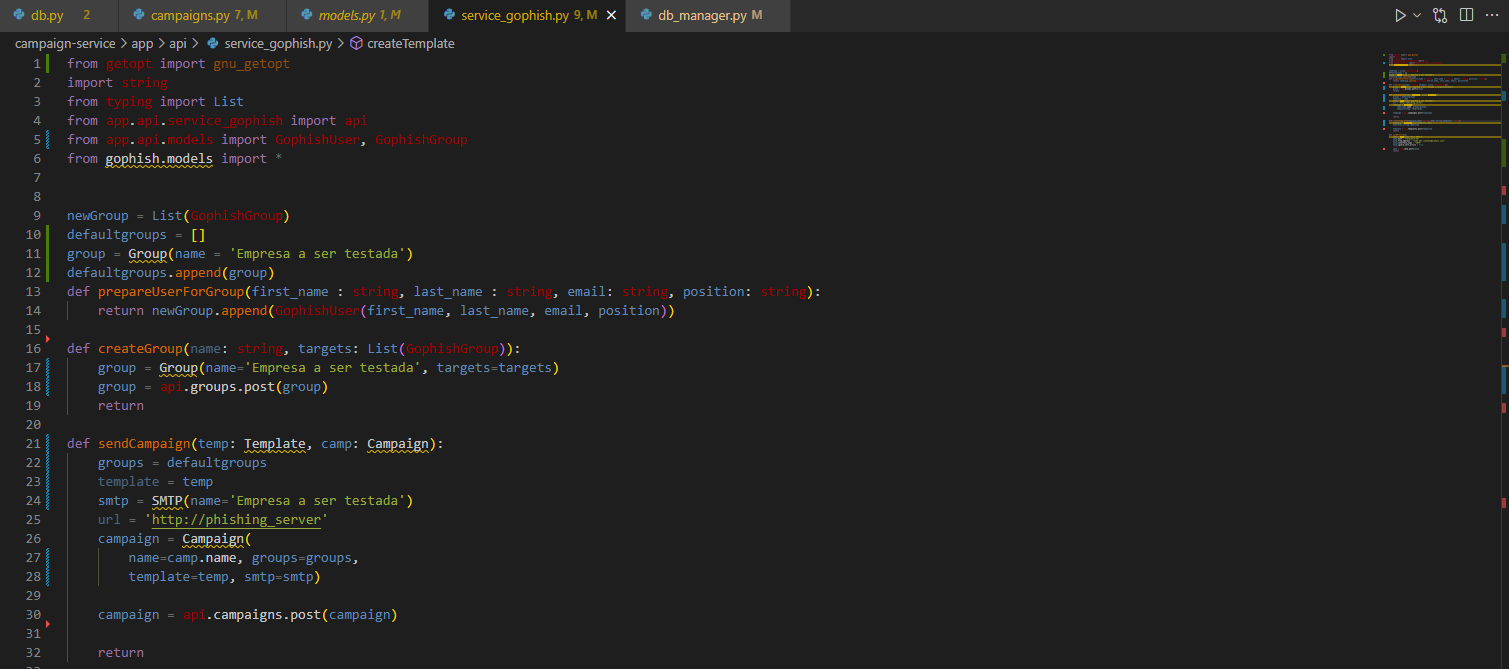 db.py 2 campaigns.py 7, M models.py 1, M service_gophish.py 9, M db_manager.py M
campaign-service > app > api > service_gophish.py > createTemplate
1 from getopt import gnu_getopt
2 import string
3 from typing import List
4 from app.api.service_gophish import api
5 from app.api.models import GophishUser, GophishGroup
6 from gophish.models import *
7
8
9 newGroup = List(GophishGroup)
10 defaultgroups = []
11 group = Group(name = 'Empresa a ser testada')
12 defaultgroups.append(group)
13 def prepareUserForGroup(first_name : string, last_name : string, email: string, position: string):
14 return newGroup.append(GophishUser(first_name, last_name, email, position))
15
16 def createGroup(name: string, targets: List(GophishGroup)):
17 group = Group(name='Empresa a ser testada', targets=targets)
18 group = api.groups.post(group)
19 return
20
21 def sendCampaign(temp: Template, camp: Campaign):
22 groups = defaultgroups
23 template = temp
24 smtp = SMTP(name='Empresa a ser testada')
25 url = 'http://phishing_server'
26 campaign = Campaign(
27 name=camp.name, groups=groups,
28 template=temp, smtp=smtp)
29
30 campaign = api.campaigns.post(campaign)
31
32 return